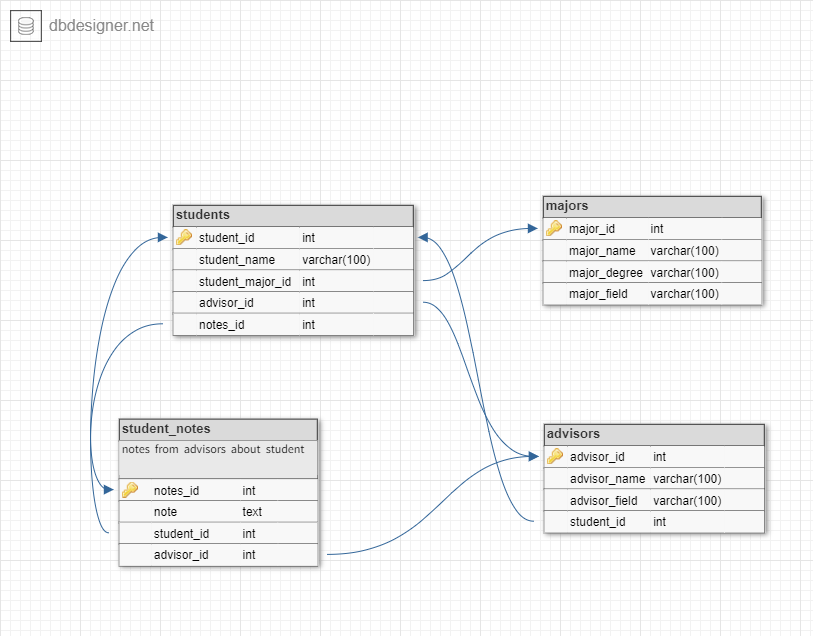 dbdesigner.net
students
student_id int
student_name varchar(100)
student_major_id int
advisor_id int
notes_id int
majors
major_id int
major_name varchar(100)
major_degree varchar(100)
major_field varchar(100)
student_notes
notes from advisors about student
notes_id int
note text
student_id int
advisor_id int
advisors
advisor_id int
advisor_name varchar(100)
advisor_field varchar(100)
student_id int